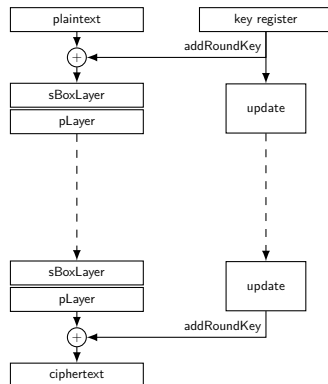 plaintext
key register
addRoundKey
sBoxLayer
update
pLayer
sBoxLayer
update
pLayer
addRoundKey
ciphertext